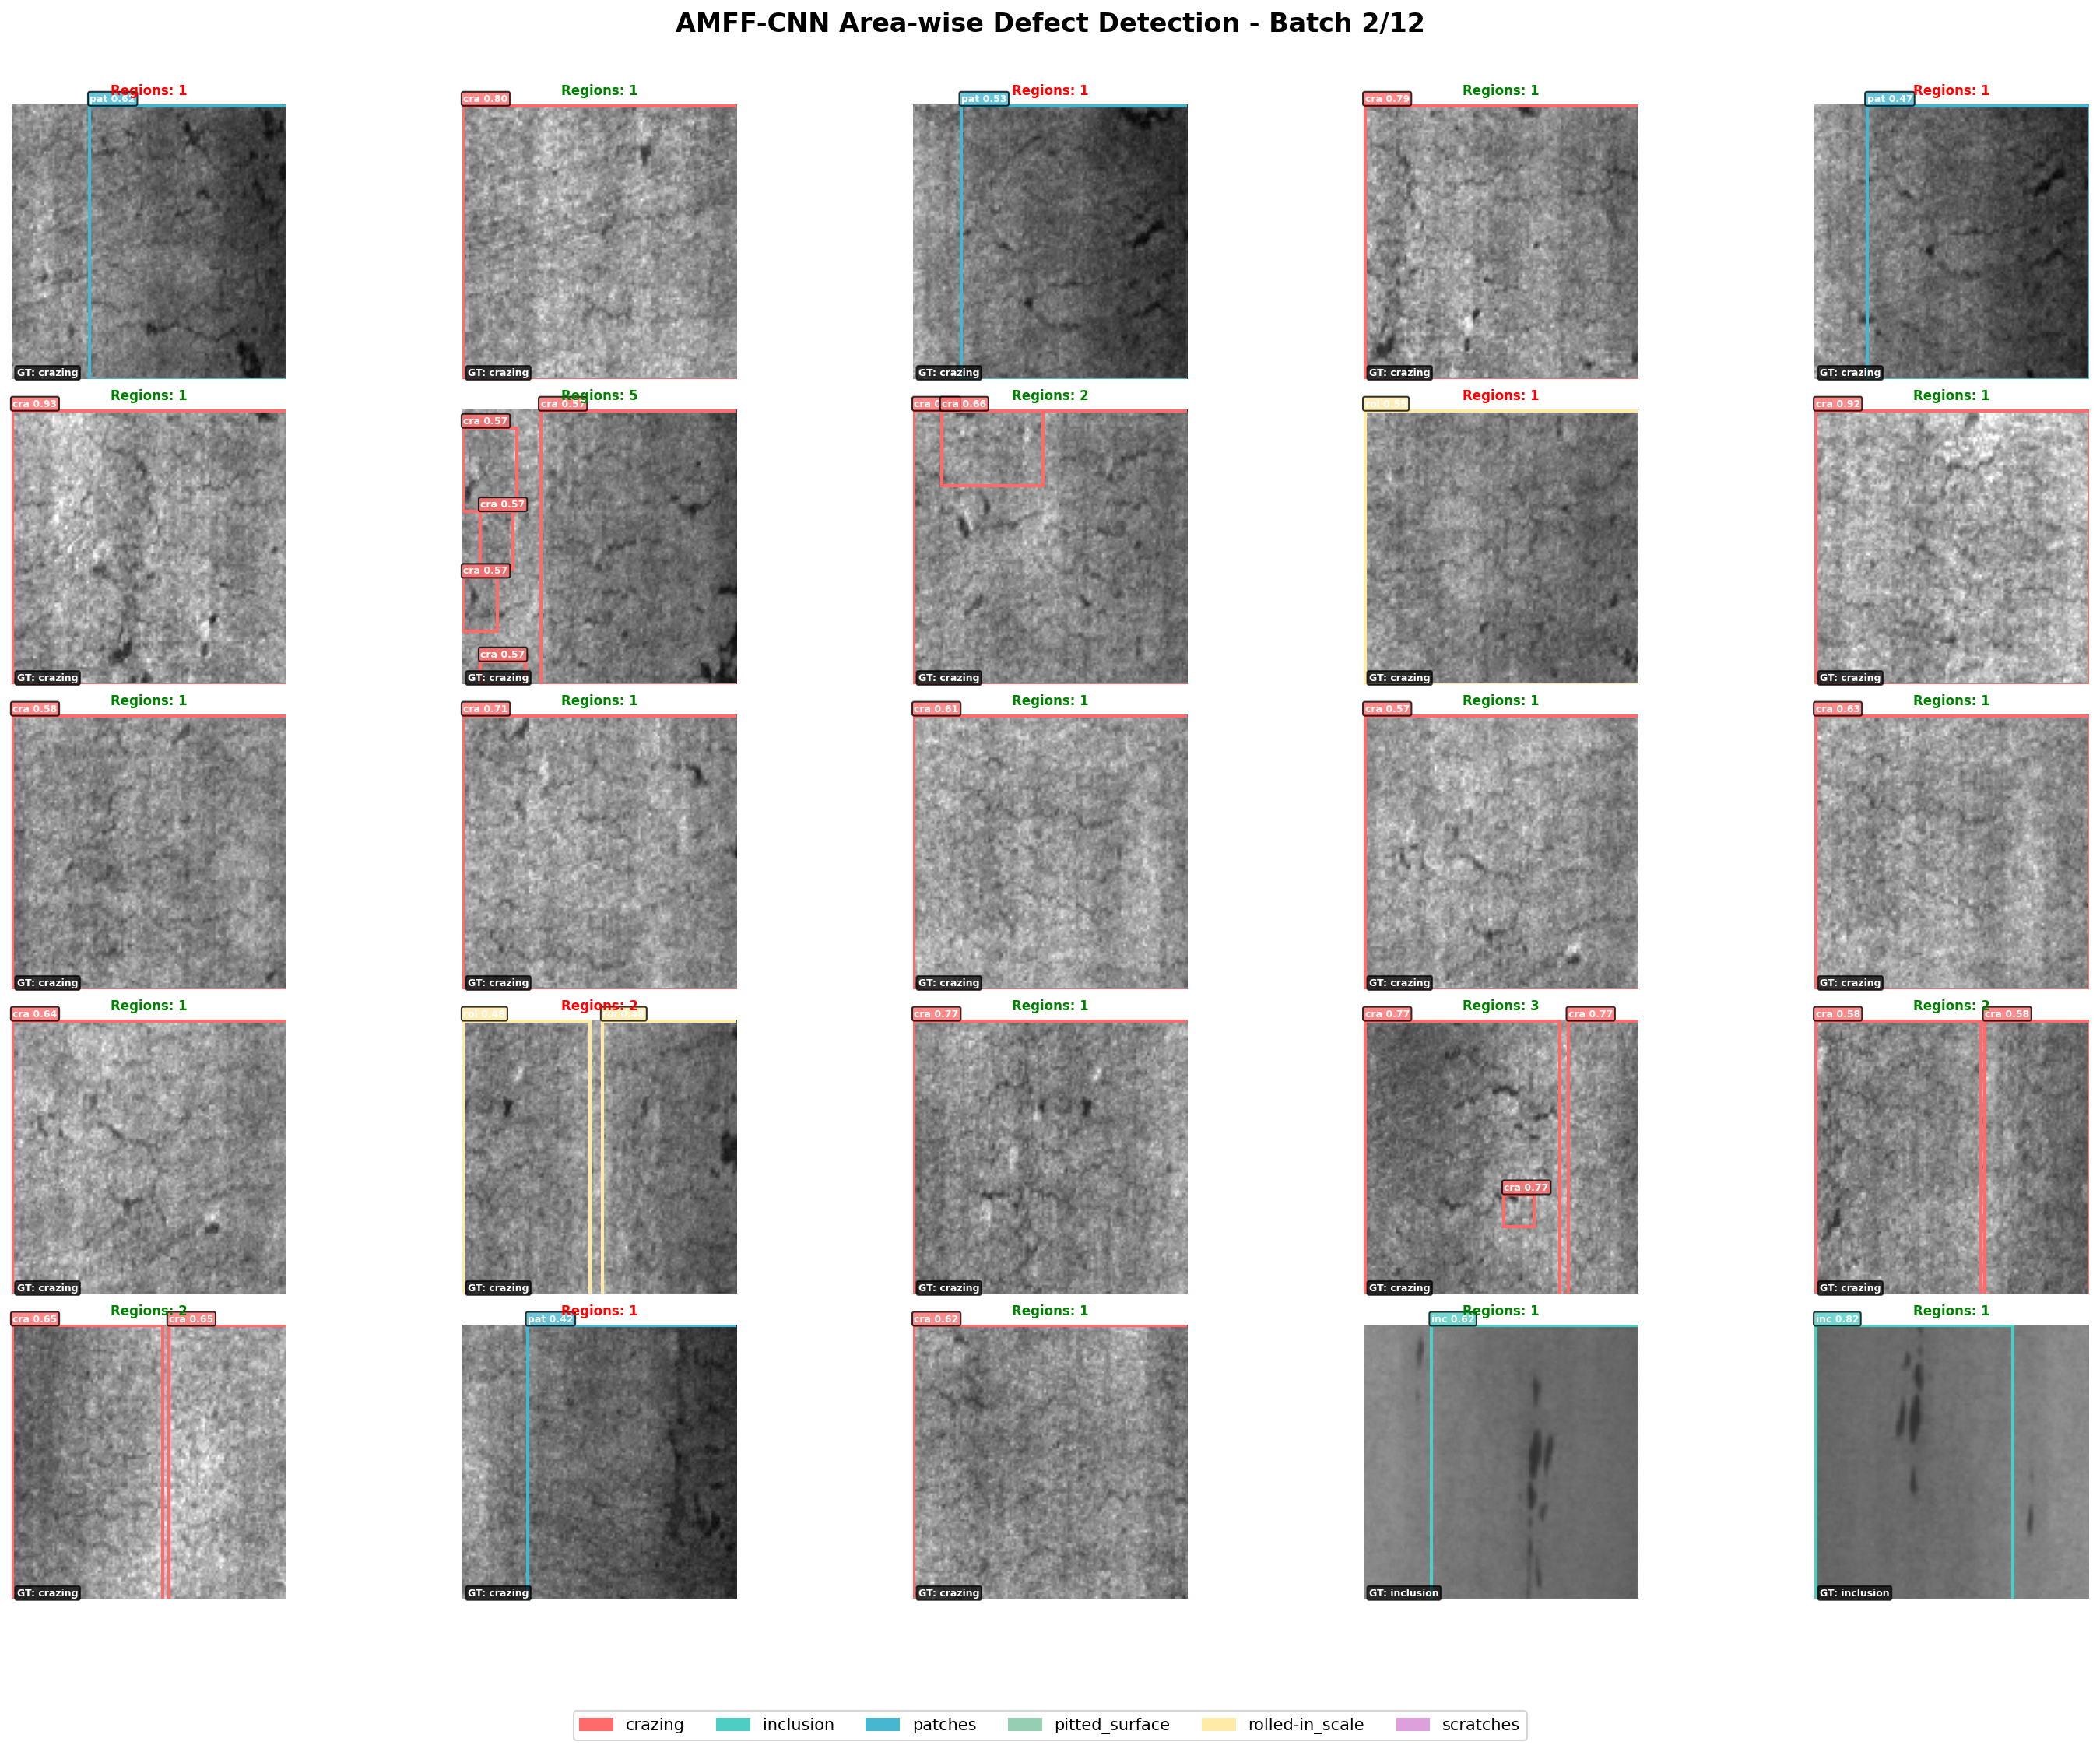 AMFF-CNN Area-wise Defect Detection - Batch 2/12
Regions: 1
pat 0.62
GT: crazing
Regions: 1
cra 0.80
GT: crazing
Regions: 1
pat 0.53
GT: crazing
Regions: 1
cra 0.79
GT: crazing
Regions: 1
pat 0.47
GT: crazing
Regions: 1
cra 0.93
GT: crazing
Regions: 5
cra 0.57
cra 0.57
cra 0.57
cra 0.57
cra 0.57
GT: crazing
Regions: 2
cra
cra 0.66
GT: crazing
Regions: 1
GT: crazing
Regions: 1
cra 0.92
GT: crazing
Regions: 1
cra 0.58
GT: crazing
Regions: 1
cra 0.71
GT: crazing
Regions: 1
cra 0.61
GT: crazing
Regions: 1
cra 0.57
GT: crazing
Regions: 1
cra 0.63
GT: crazing
Regions: 1
cra 0.64
GT: crazing
Regions: 2
rol 0.48
GT: crazing
Regions: 1
cra 0.77
GT: crazing
Regions: 3
cra 0.77
cra 0.77
cra 0.77
GT: crazing
Regions: 2
cra 0.58
cra 0.58
GT: crazing
Regions: 2
cra 0.65
cra 0.65
GT: crazing
Regions: 1
pat 0.42
GT: crazing
Regions: 1
cra 0.62
GT: crazing
Regions: 1
inc 0.62
GT: inclusion
Regions: 1
inc 0.82
GT: inclusion
crazing
inclusion
patches
pitted_surface
rolled-in_scale
scratches